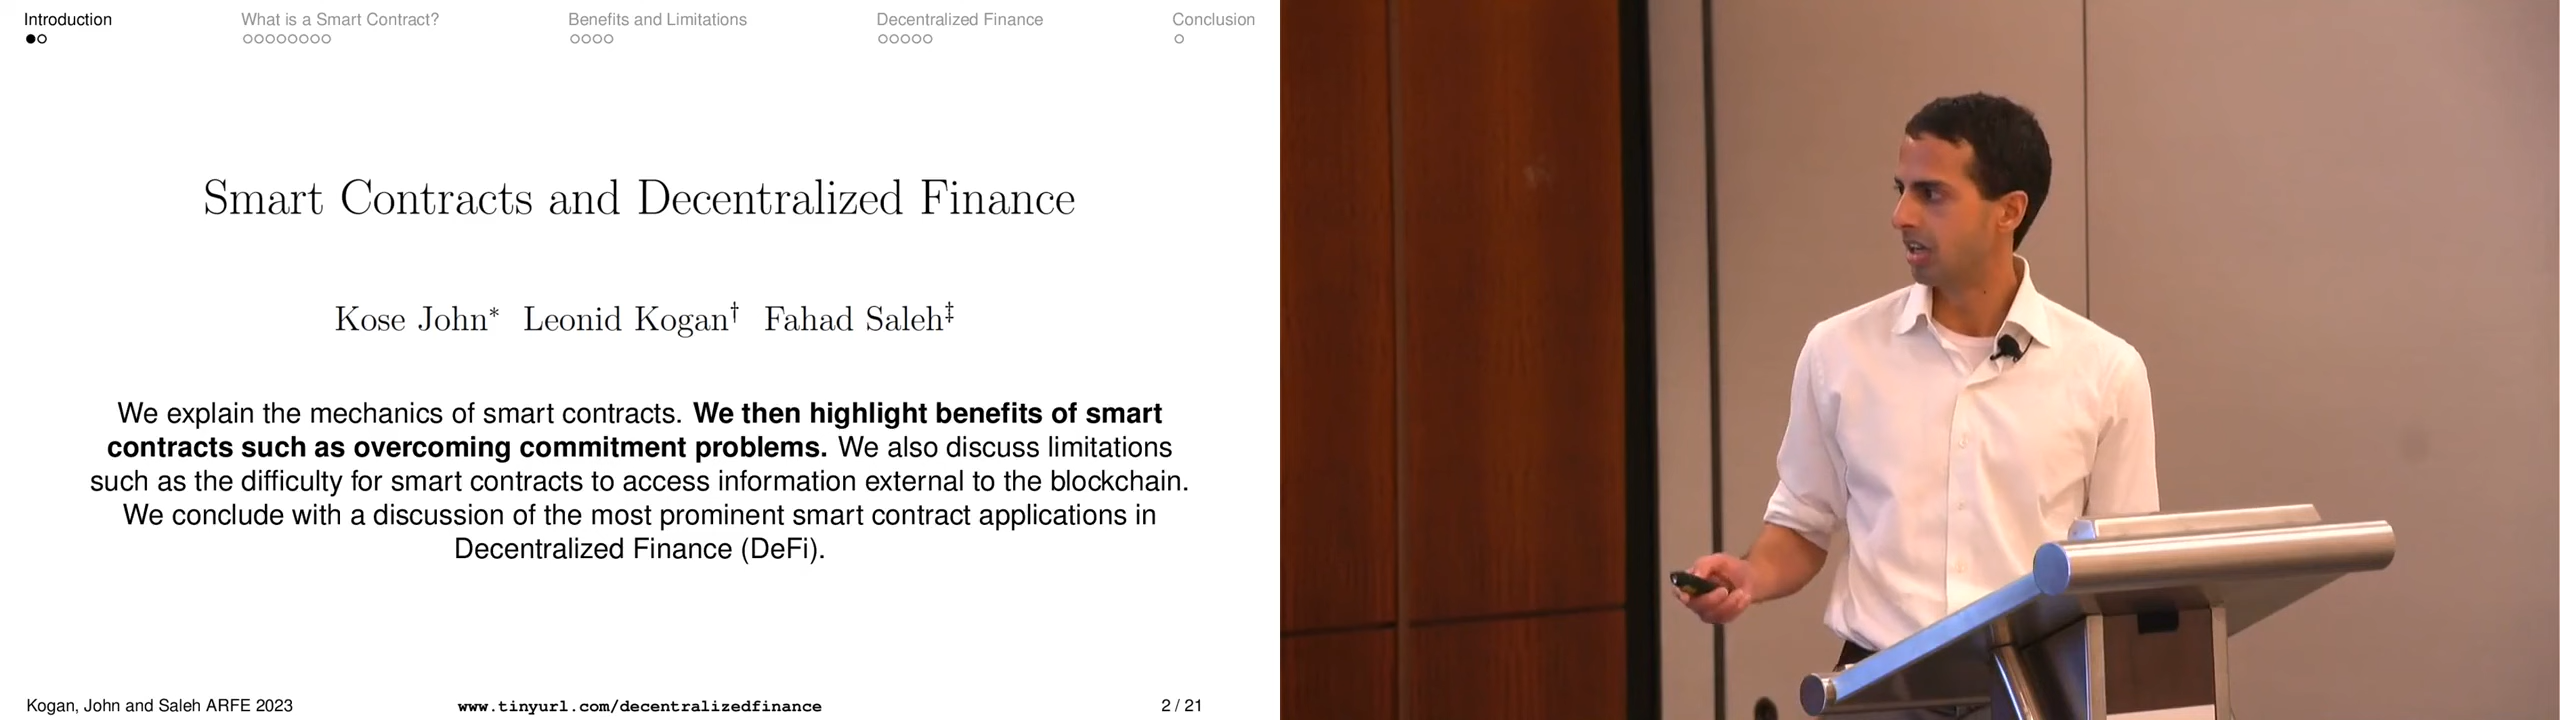 Introduction
What is a Smart Contract?
Benefits and Limitations
Decentralized Finance
Conclusion
Smart Contracts and Decentralized Finance
Kose John* Leonid Kogan† Fahad Saleh‡
We explain the mechanics of smart contracts. We then highlight benefits of smart
contracts such as overcoming commitment problems. We also discuss limitations
such as the difficulty for smart contracts to access information external to the blockchain.
We conclude with a discussion of the most prominent smart contract applications in
Decentralized Finance (DeFi).
Kogan, John and Saleh ARFE 2023
www.tinyurl.com/decentralizedfinance
2 / 21